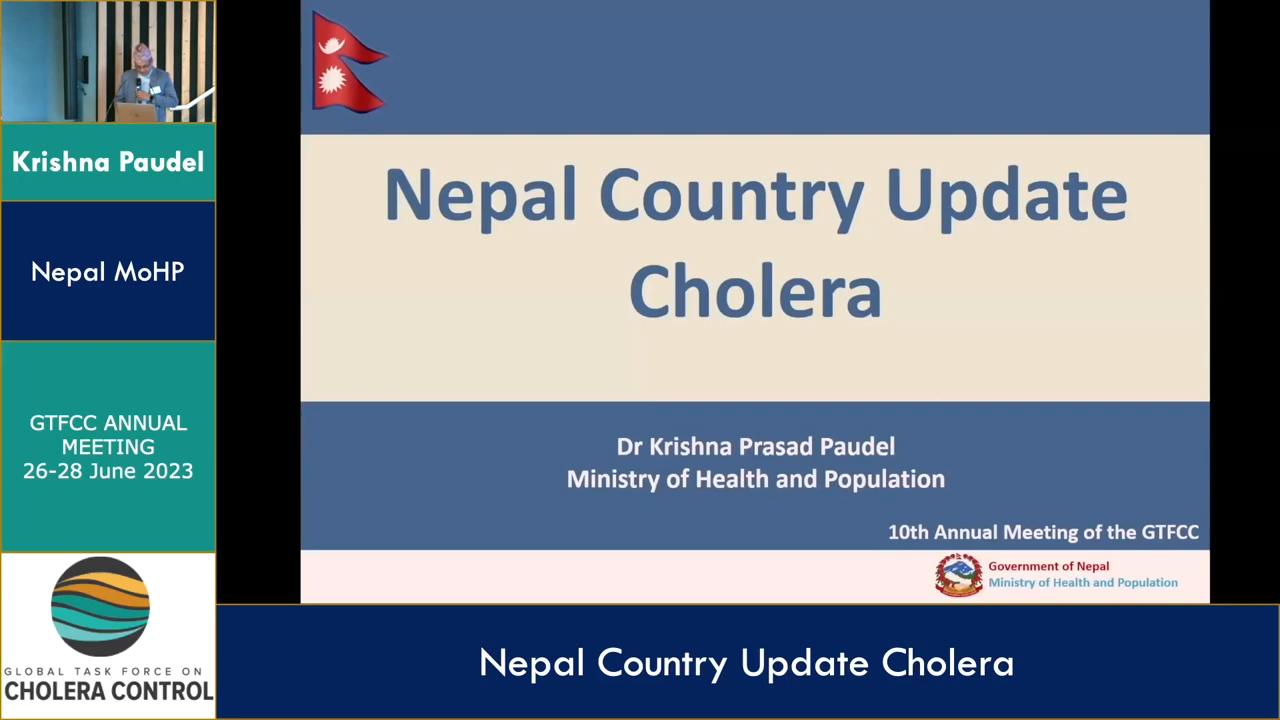 Krishna Paudel
Nepal MoHP
GTFCC ANNUAL
MEETING
26-28 June 2023
GLOBAL TASK FORCE ON
CHOLERA CONTROL
Nepal Country Update
Cholera
Dr Krishna Prasad Paudel
Ministry of Health and Population
10th Annual Meeting of the GTFCC
Government of Nepal
Ministry of Health and Population
Nepal Country Update Cholera